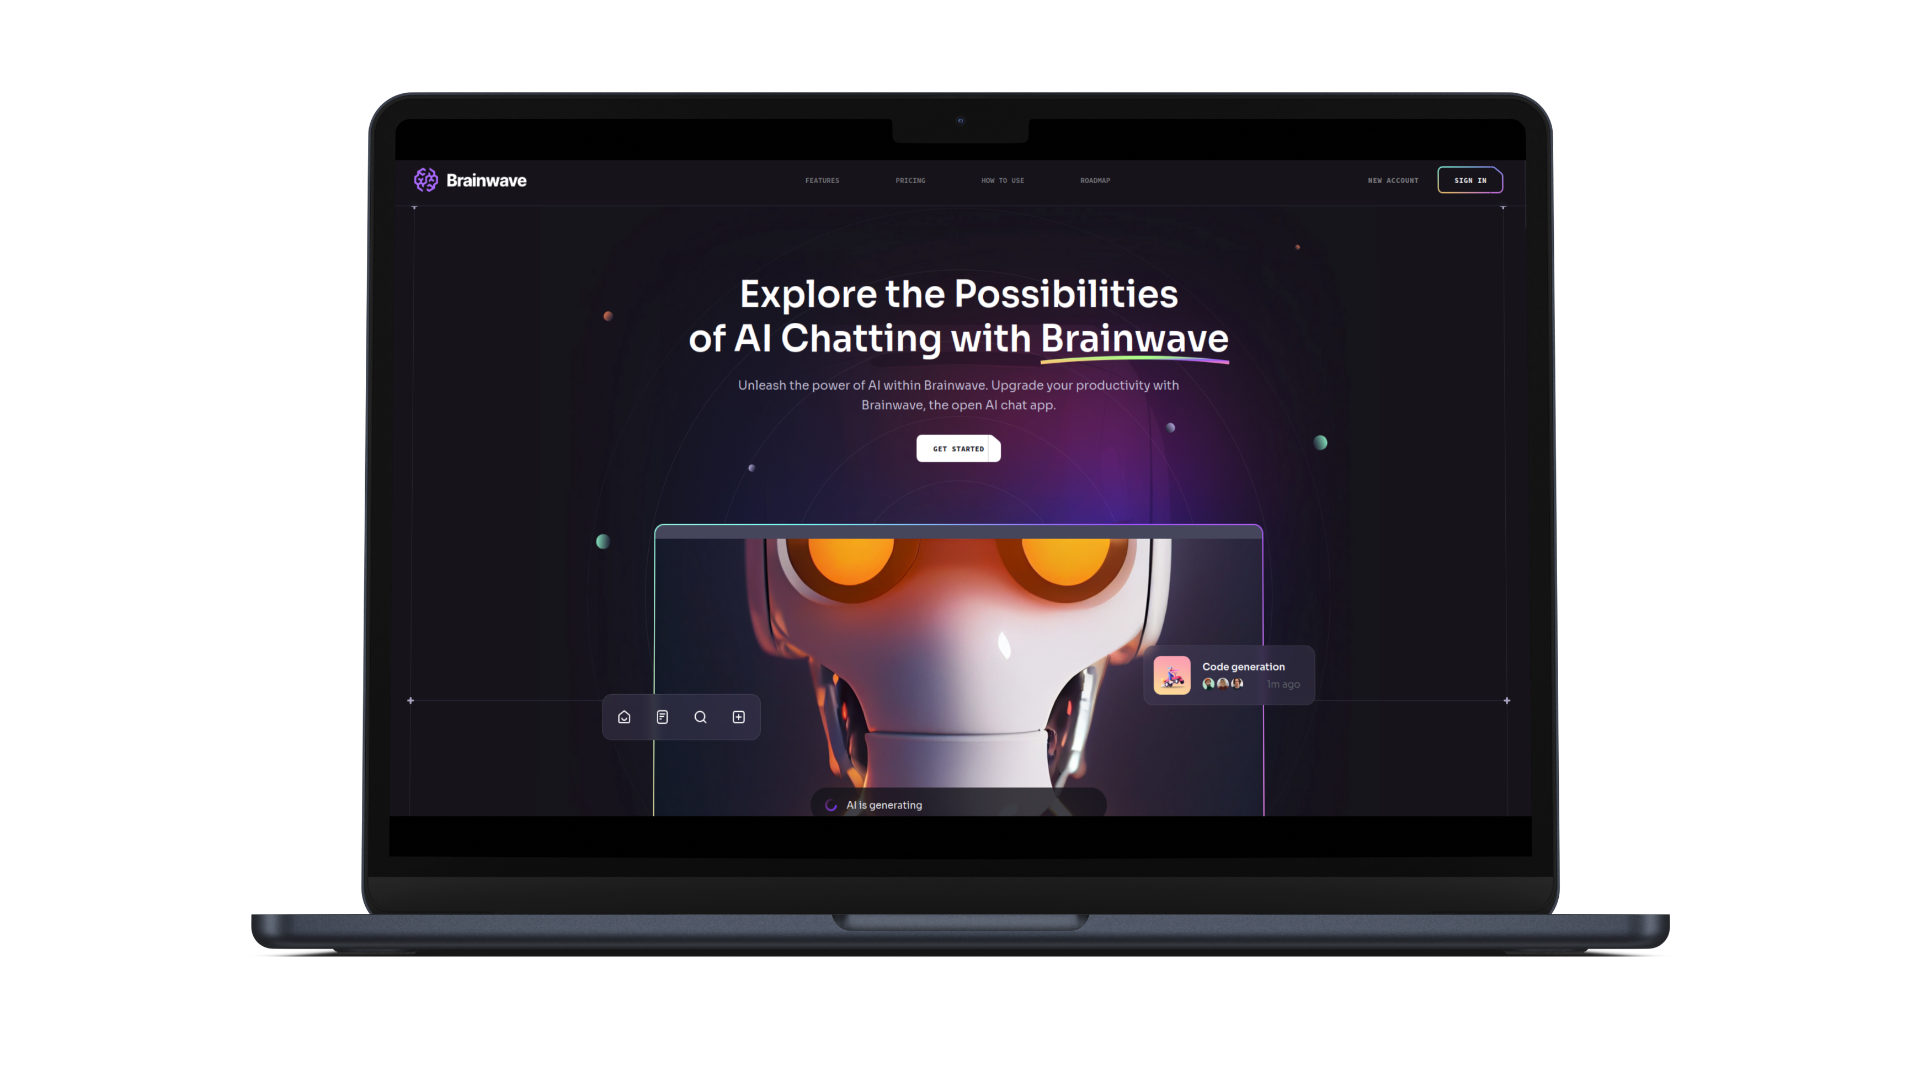 Brainwave
FEATURES
PRICING
HOW TO USE
ROADMAP
NEW ACCOUNT
SIGN IN
Explore the Possibilities
of AI Chatting with Brainwave
Unleash the power of AI within Brainwave. Upgrade your productivity with
Brainwave, the open AI chat app.
GET STARTED
Code generation
1m ago
AI is generating